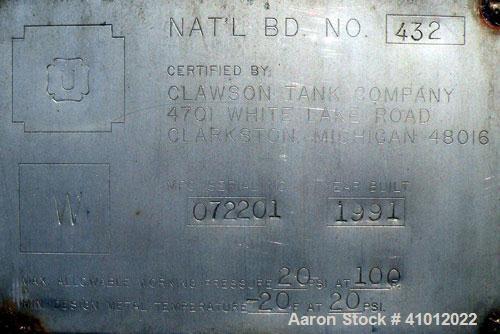 NAT'L BD. NO. 432
U
CERTIFIED BY:
CLAWSON TANK COMPANY
4701 WHITE LAKE ROAD
CLARKSTON, MICHIGAN 48016
W
MFG. SERIAL NO. YEAR BUILT
072201 1991
MAX. ALLOWABLE WORKING PRESSURE 20 PSI AT 100
MIN. DESIGN METAL TEMPERATURE -20 F AT 20 PSI.
Aaron Stock # 41012022